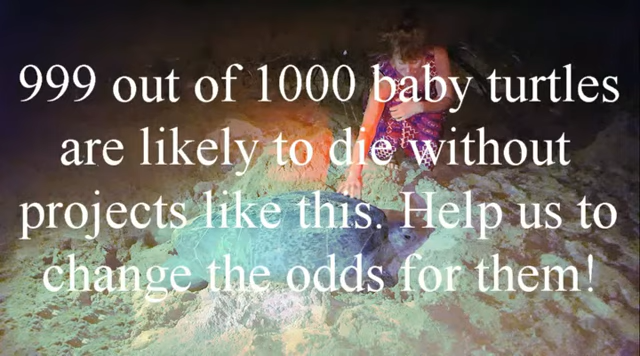 999 out of 1000 baby turtles
are likely to die without
projects like this. Help us to
change the odds for them!